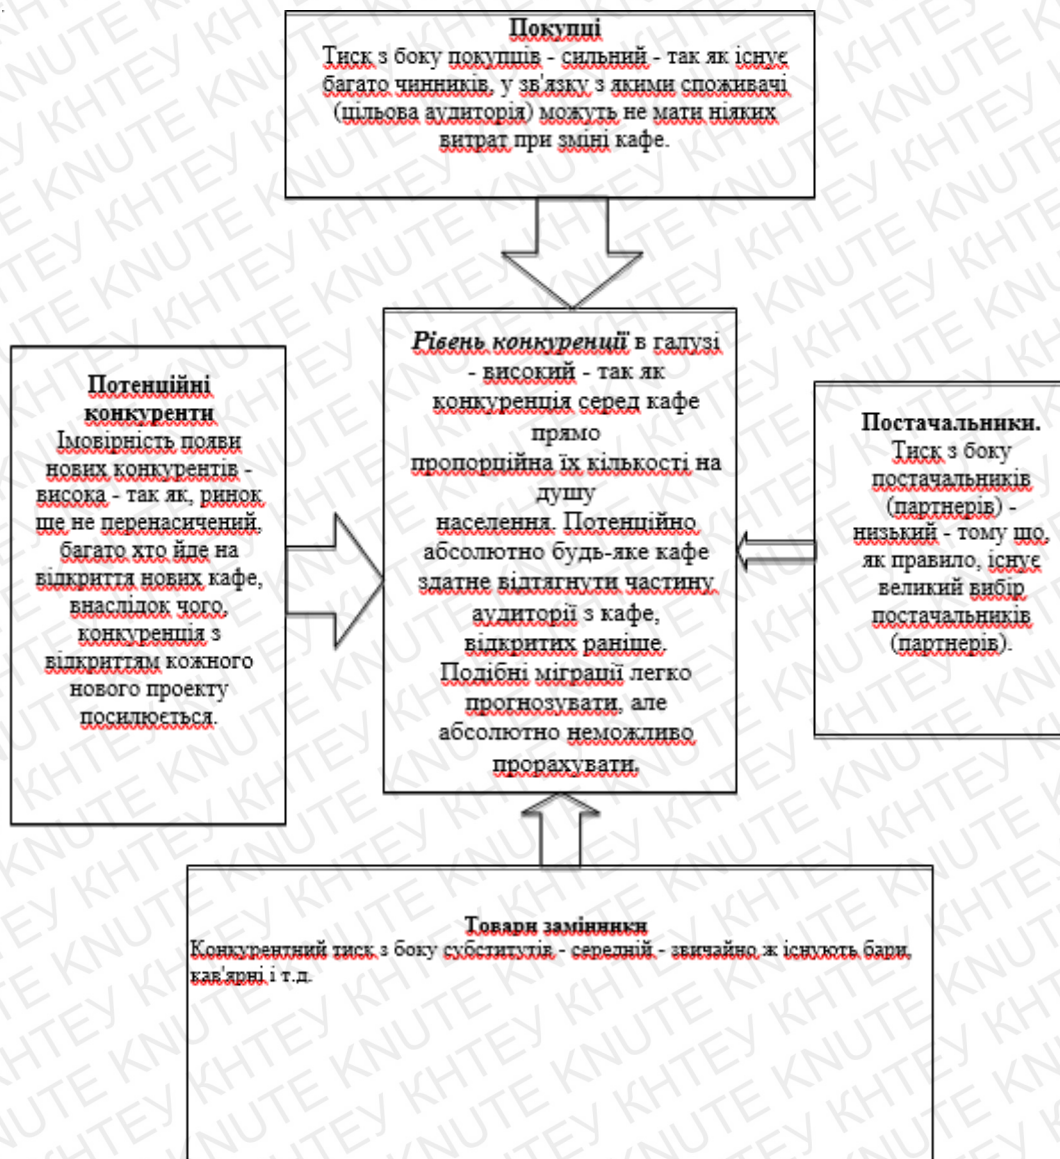 Покупці
Тиск з боку покупців - сильний - так як існує
багато чинників, у зв'язку з якими споживачі
(цільова аудиторія) можуть не мати ніяких
витрат при зміні кафе.
Потенційні
конкуренти
Імовірність появи
нових конкурентів -
висока - так як, ринок
ще не перенасичений,
багато хто йде на
відкриття нових кафе,
внаслідок чого,
конкуренція з
відкриттям кожного
нового проекту
посилюється.
Рівень конкуренції в галузі
- високий - так як
конкуренція серед кафе
прямо
пропорційна їх кількості на
душу
населення. Потенційно,
абсолютно будь-яке кафе
здатне відтягнути частину
аудиторії з кафе,
відкритих раніше.
Подібні міграції легко
прогнозувати, але
абсолютно неможливо
прорахувати.
Постачальники.
Тиск з боку
постачальників
(партнерів) -
низький - тому що,
як правило, існує
великий вибір
постачальників
(партнерів).
Товари замінники
Конкурентний тиск з боку субститутів - середній - звичайно ж існують бари,
кав'ярні і т.д.